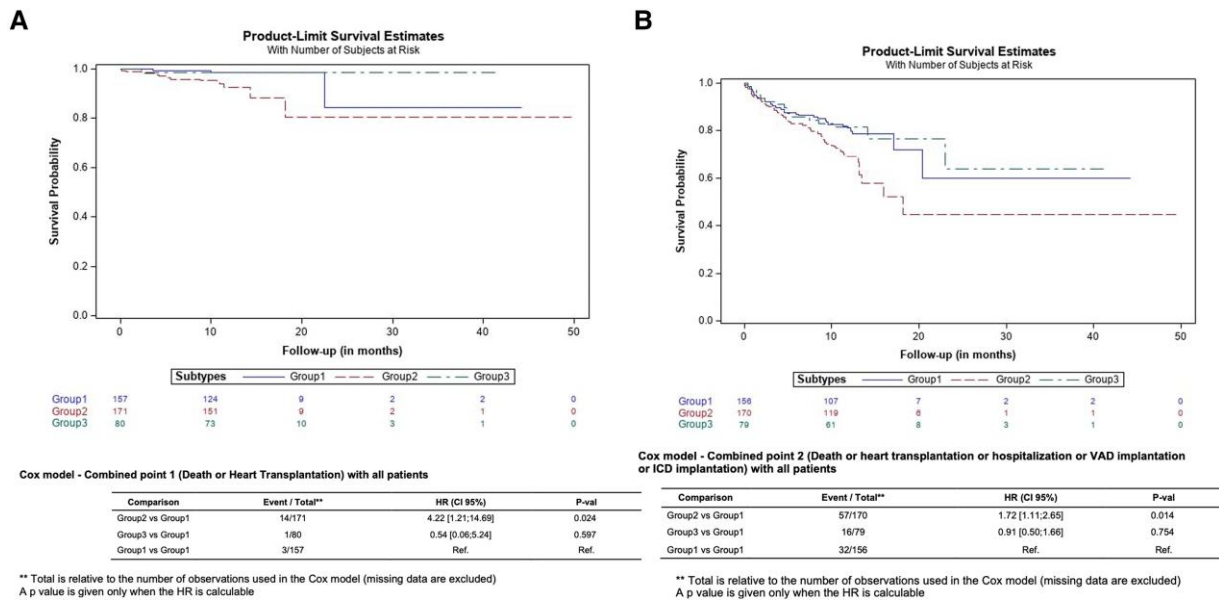 A
Product-Limit Survival Estimates
With Number of Subjects at Risk
1.0
0.8
0.6
0.4
0.2
0.0
Survival Probability
0 10 20 30 40 50
Follow-up (in months)
Subtypes Group1 Group2 Group3
Group1 157 124 9 2 2 0
Group2 171 151 9 2 1 0
Group3 80 73 10 3 1 0
Cox model - Combined point 1 (Death or Heart Transplantation) with all patients
Comparison Event / Total** HR (CI 95%) P-val
Group2 vs Group1 14/171 4.22 [1.21;14.69] 0.024
Group3 vs Group1 1/80 0.54 [0.06;5.24] 0.597
Group1 vs Group1 3/157 Ref. Ref.
** Total is relative to the number of observations used in the Cox model (missing data are excluded)
A p value is given only when the HR is calculable
B
Product-Limit Survival Estimates
With Number of Subjects at Risk
1.0
0.8
0.6
0.4
0.2
0.0
Survival Probability
0 10 20 30 40 50
Follow-up (in months)
Subtypes Group1 Group2 Group3
Group1 156 107 7 2 2 0
Group2 170 119 6 1 1 0
Group3 79 61 8 3 1 0
Cox model - Combined point 2 (Death or heart transplantation or hospitalization or VAD implantation
or ICD implantation) with all patients
Comparison Event / Total** HR (CI 95%) P-val
Group2 vs Group1 57/170 1.72 [1.11;2.65] 0.014
Group3 vs Group1 16/79 0.91 [0.50;1.66] 0.754
Group1 vs Group1 32/156 Ref. Ref.
** Total is relative to the number of observations used in the Cox model (missing data are excluded)
A p value is given only when the HR is calculable